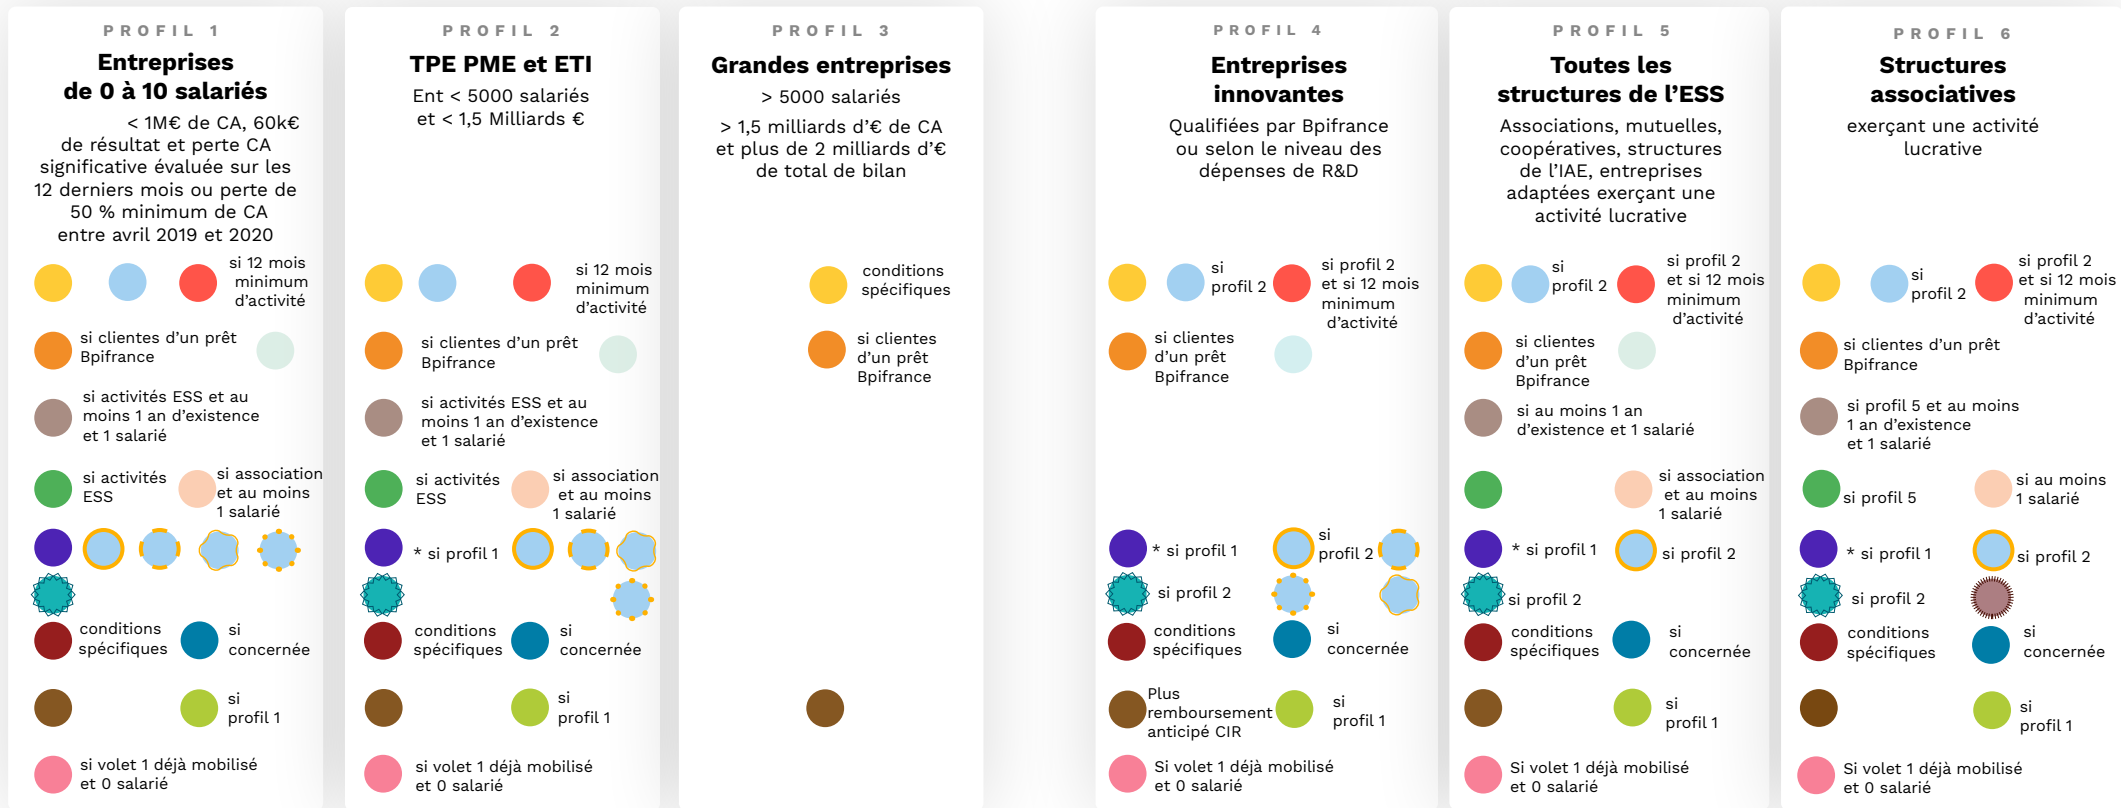 PROFIL 1
Entreprises
de 0 à 10 salariés
< 1M€ de CA, 60k€
de résultat et perte CA
significative évaluée sur les
12 derniers mois ou perte de
50 % minimum de CA
entre avril 2019 et 2020
si 12 mois
minimum
d’activité
si clientes d’un prêt
Bpifrance
si activités ESS et au
moins 1 an d’existence
et 1 salarié
si activités
ESS
si association
et au moins
1 salarié
conditions
spécifiques
si
concernée
si
profil 1
si volet 1 déjà mobilisé
et 0 salarié
PROFIL 2
TPE PME et ETI
Ent < 5000 salariés
et < 1,5 Milliards €
si 12 mois
minimum
d’activité
si clientes d’un prêt
Bpifrance
si activités ESS et au
moins 1 an d’existence
et 1 salarié
si activités
ESS
si association
et au moins
1 salarié
* si profil 1
conditions
spécifiques
si
concernée
si
profil 1
si volet 1 déjà mobilisé
et 0 salarié
PROFIL 3
Grandes entreprises
> 5000 salariés
> 1,5 milliards d’€ de CA
et plus de 2 milliards d’€
de total de bilan
conditions
spécifiques
si clientes
d’un prêt
Bpifrance
PROFIL 4
Entreprises
innovantes
Qualifiées par Bpifrance
ou selon le niveau des
dépenses de R&D
si
profil 2
si profil 2
et si 12 mois
minimum
d’activité
si clientes
d’un prêt
Bpifrance
* si profil 1
si
profil 2
si profil 2
conditions
spécifiques
si
concernée
Plus
remboursement
anticipé CIR
si
profil 1
Si volet 1 déjà mobilisé
et 0 salarié
PROFIL 5
Toutes les
structures de l’ESS
Associations, mutuelles,
coopératives, structures
de l’IAE, entreprises
adaptées exerçant une
activité lucrative
si
profil 2
si profil 2
et si 12 mois
minimum
d’activité
si clientes
d’un prêt
Bpifrance
si au moins 1 an
d’existence et 1 salarié
si association
et au moins
1 salarié
* si profil 1
si profil 2
si profil 2
conditions
spécifiques
si
concernée
si
profil 1
Si volet 1 déjà mobilisé
et 0 salarié
PROFIL 6
Structures
associatives
exerçant une activité
lucrative
si
profil 2
si profil 2
et si 12 mois
minimum
d’activité
si clientes d’un prêt
Bpifrance
si profil 5 et au moins
1 an d’existence
et 1 salarié
si profil 5
si au moins
1 salarié
* si profil 1
si profil 2
si profil 2
conditions
spécifiques
si
concernée
si
profil 1
Si volet 1 déjà mobilisé
et 0 salarié